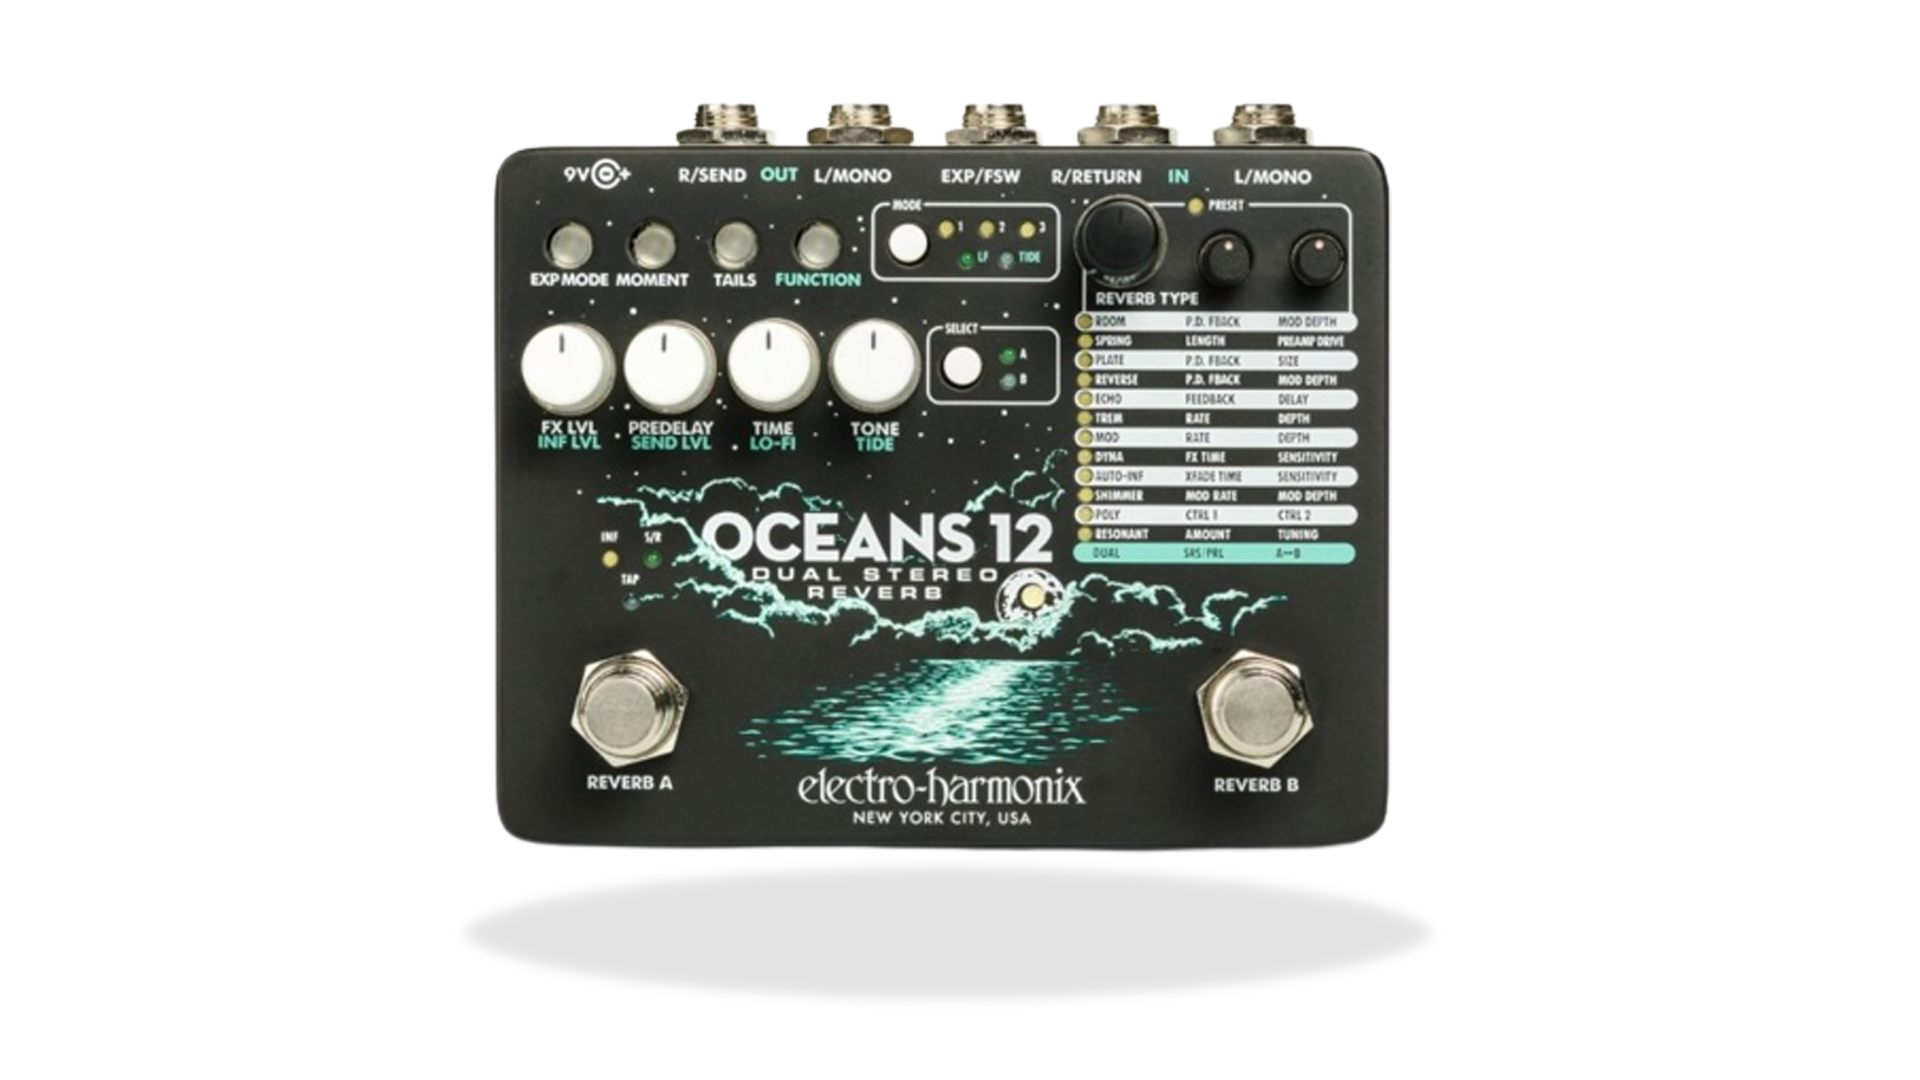 9V
R/SEND OUT L/MONO EXP/FSW R/RETURN IN L/MONO
MODE
1 2 3
LF TIDE
PRESET
EXP MODE MOMENT TAILS FUNCTION
REVERB TYPE
SELECT
A
B
FX LVL PREDELAY TIME TONE
INF LVL SEND LVL LO-FI TIDE
ROOM P.D. FBACK MOD DEPTH
SPRING LENGTH PREAMP DRIVE
PLATE P.D. FBACK SIZE
REVERSE P.D. FBACK MOD DEPTH
ECHO FEEDBACK DELAY
TREM RATE DEPTH
MOD RATE DEPTH
DYNA FX TIME SENSITIVITY
AUTO-INF XFADE TIME SENSITIVITY
SHIMMER MOD RATE MOD DEPTH
POLY CTRL 1 CTRL 2
RESONANT AMOUNT TUNING
DUAL SRS/PRL A↔B
INF S/R
TAP
OCEANS 12
DUAL STEREO
REVERB
REVERB A REVERB B
electro-harmonix
NEW YORK CITY, USA